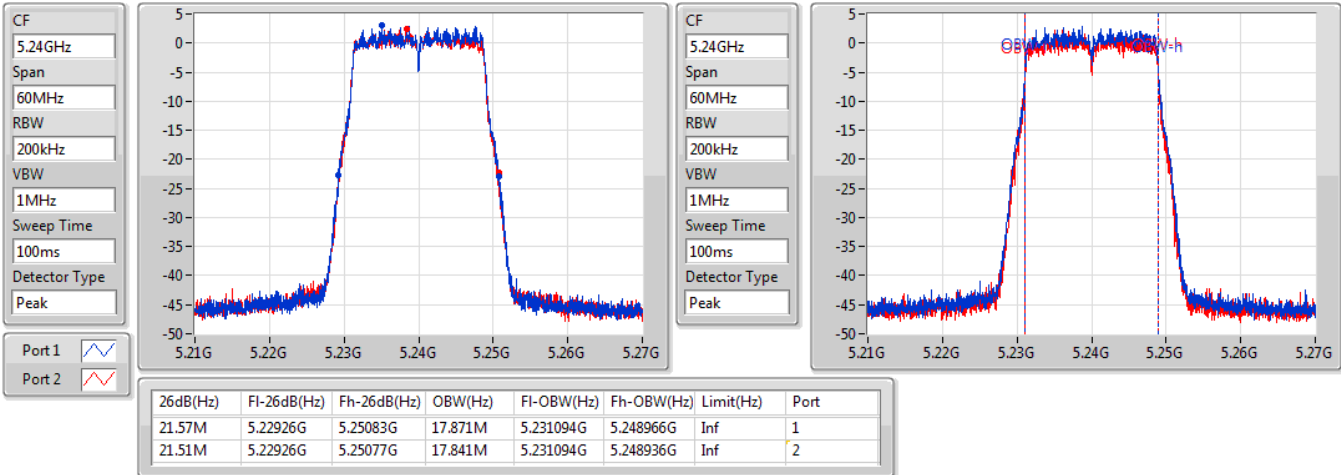 CF
5.24GHz
Span
60MHz
RBW
200kHz
VBW
1MHz
Sweep Time
100ms
Detector Type
Peak
Port 1
Port 2
5
0
-5
-10
-15
-20
-25
-30
-35
-40
-45
-50
5.21G 5.22G 5.23G 5.24G 5.25G 5.26G 5.27G
CF
5.24GHz
Span
60MHz
RBW
200kHz
VBW
1MHz
Sweep Time
100ms
Detector Type
Peak
5
0
-5
-10
-15
-20
-25
-30
-35
-40
-45
-50
5.21G 5.22G 5.23G 5.24G 5.25G 5.26G 5.27G
26dB(Hz) Fl-26dB(Hz) Fh-26dB(Hz) OBW(Hz) Fl-OBW(Hz) Fh-OBW(Hz) Limit(Hz) Port
21.57M 5.22926G 5.25083G 17.871M 5.231094G 5.248966G Inf 1
21.51M 5.22926G 5.25077G 17.841M 5.231094G 5.248936G Inf 2